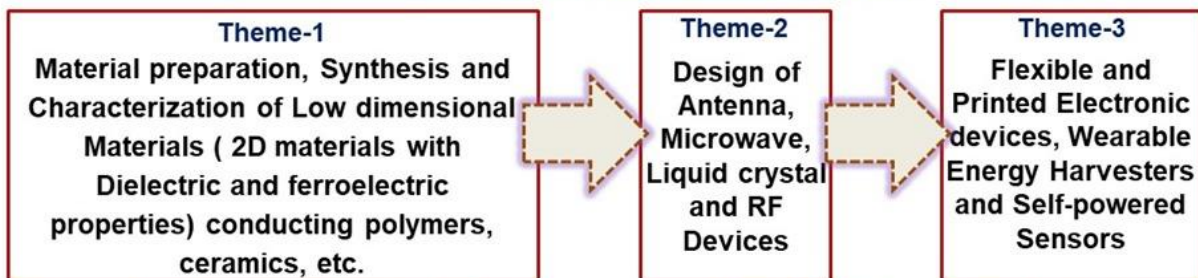 Theme-1
Material preparation, Synthesis and
Characterization of Low dimensional
Materials ( 2D materials with
Dielectric and ferroelectric
properties) conducting polymers,
ceramics, etc.
Theme-2
Design of
Antenna,
Microwave,
Liquid crystal
and RF
Devices
Theme-3
Flexible and
Printed Electronic
devices, Wearable
Energy Harvesters
and Self-powered
Sensors